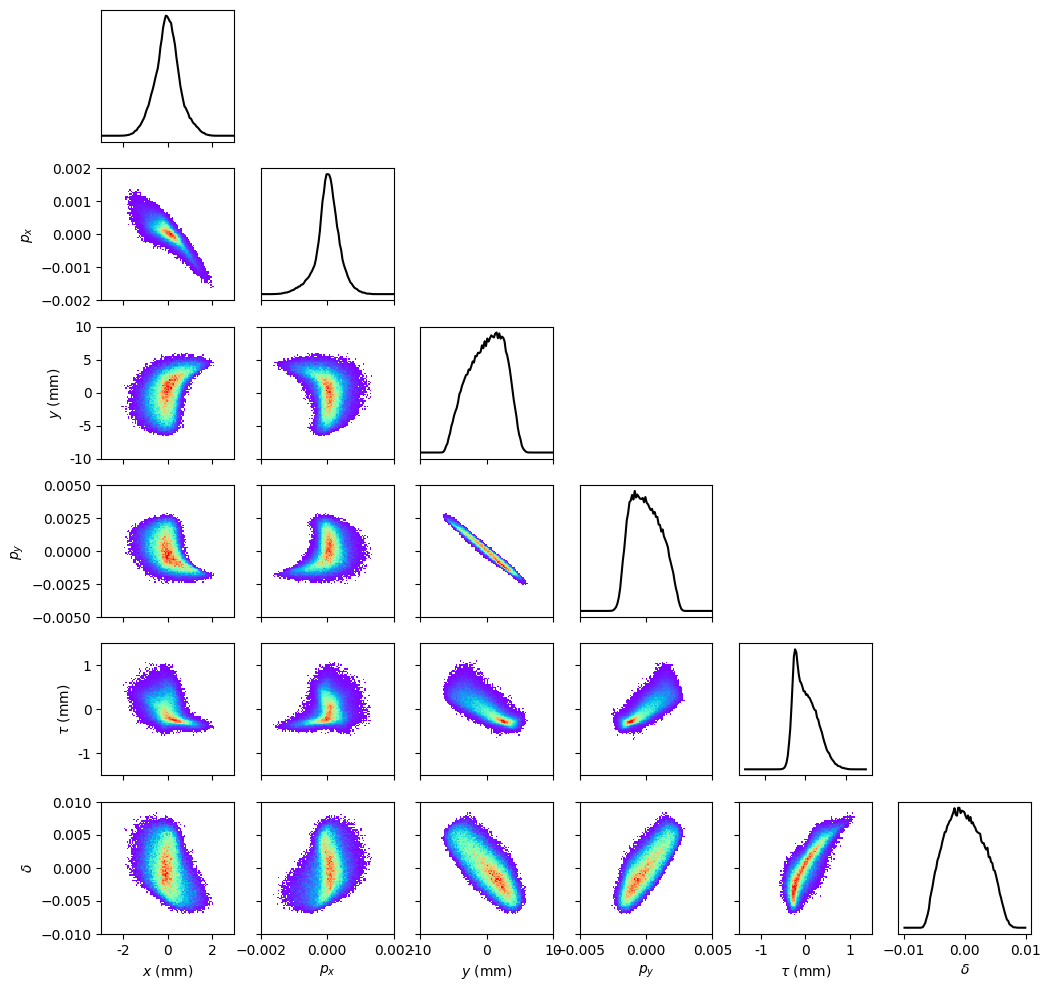 0.002
0.001
0.000
−0.001
−0.002
p_x
10
5
0
-5
-10
y (mm)
0.0050
0.0025
0.0000
−0.0025
−0.0050
p_y
1
0
-1
τ (mm)
0.010
0.005
0.000
−0.005
−0.010
δ
-2 0 2
x (mm)
−0.002 0.000 0.002
p_x
-10 0 10
y (mm)
−0.005 0.000 0.005
p_y
-1 0 1
τ (mm)
−0.01 0.00 0.01
δ